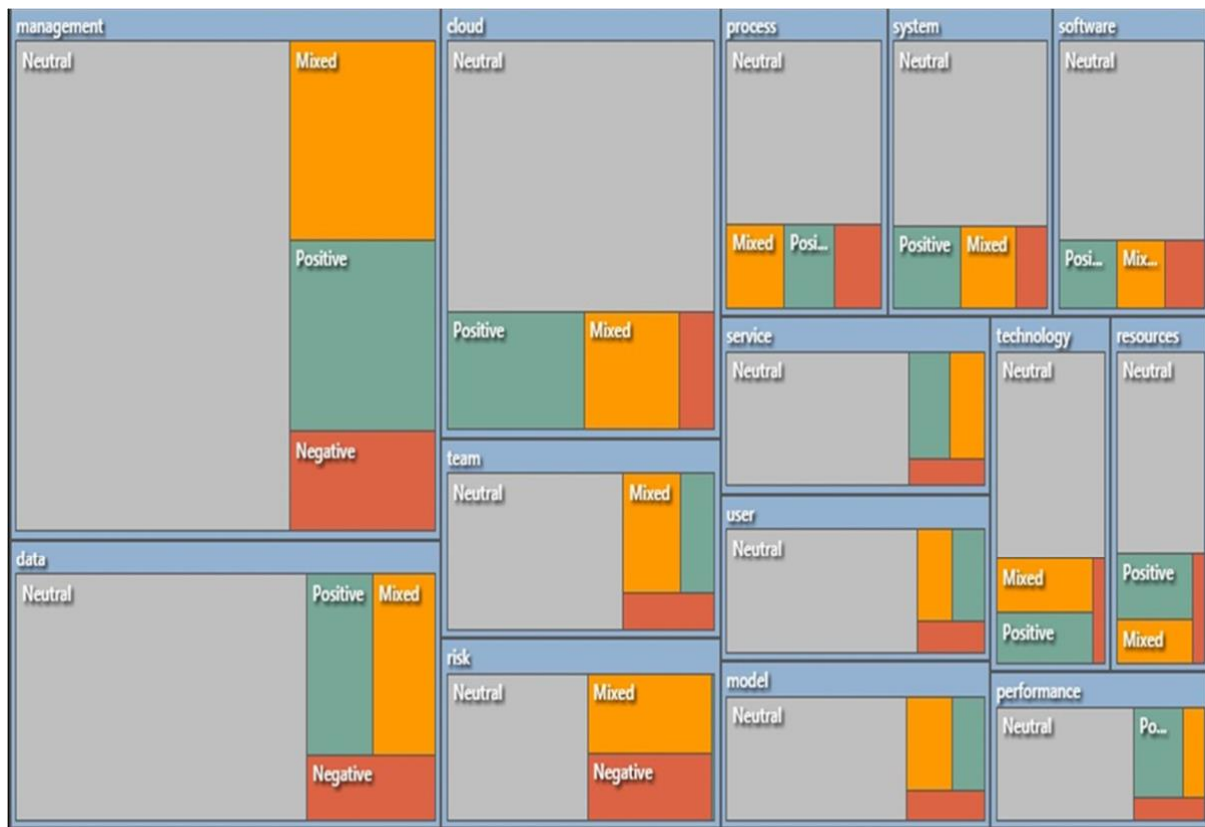 management
Neutral
Mixed
Positive
Negative
data
Neutral
Positive
Mixed
Negative
cloud
Neutral
Positive
Mixed
team
Neutral
Mixed
risk
Neutral
Mixed
Negative
process
Neutral
Mixed
Posi...
system
Neutral
Positive
Mixed
software
Neutral
Posi...
Mix...
service
Neutral
user
Neutral
model
Neutral
technology
Neutral
Mixed
Positive
resources
Neutral
Positive
Mixed
performance
Neutral
Po...